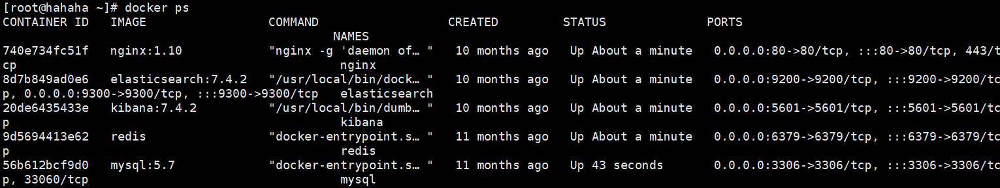 [root@hahaha ~]# docker ps
CONTAINER ID   IMAGE                 COMMAND                  CREATED         STATUS              PORTS
                                              NAMES
740e734fc51f   nginx:1.10            "nginx -g 'daemon of… "   10 months ago   Up About a minute   0.0.0.0:80->80/tcp, :::80->80/tcp, 443/t
cp                                             nginx
8d7b849ad0e6   elasticsearch:7.4.2   "/usr/local/bin/dock… "   10 months ago   Up About a minute   0.0.0.0:9200->9200/tcp, :::9200->9200/tc
p, 0.0.0.0:9300->9300/tcp, :::9300->9300/tcp   elasticsearch
20de6435433e   kibana:7.4.2          "/usr/local/bin/dumb… "   10 months ago   Up About a minute   0.0.0.0:5601->5601/tcp, :::5601->5601/tc
p                                              kibana
9d5694413e62   redis                 "docker-entrypoint.s… "   11 months ago   Up About a minute   0.0.0.0:6379->6379/tcp, :::6379->6379/tc
p                                              redis
56b612bcf9d0   mysql:5.7             "docker-entrypoint.s… "   11 months ago   Up 43 seconds       0.0.0.0:3306->3306/tcp, :::3306->3306/tc
p, 33060/tcp                                   mysql